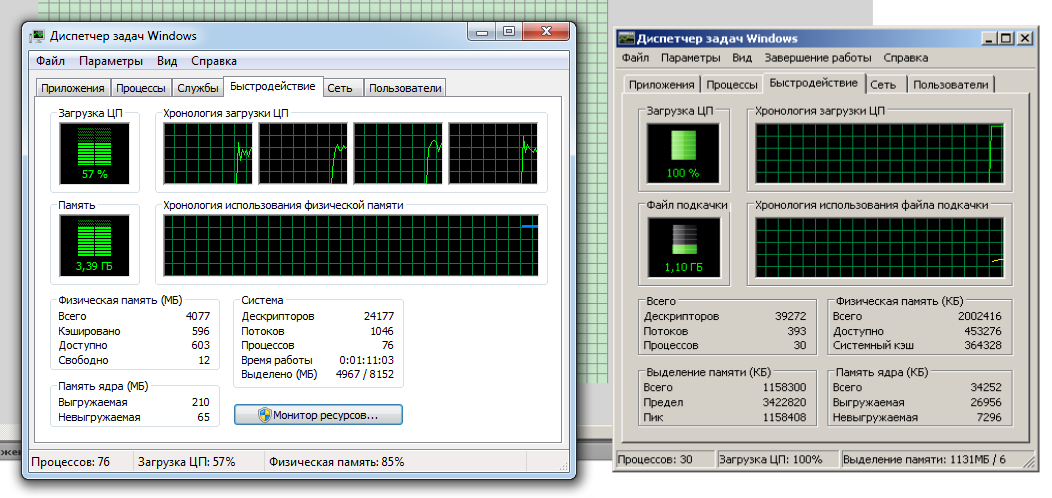 Диспетчер задач Windows
Файл Параметры Вид Справка
Приложения Процессы Службы Быстродействие Сеть Пользователи
Загрузка ЦП
57 %
Хронология загрузки ЦП
Память
3,39 ГБ
Хронология использования физической памяти
Физическая память (МБ)
Всего 4077
Кэшировано 596
Доступно 603
Свободно 12
Память ядра (МБ)
Выгружаемая 210
Невыгружаемая 65
Система
Дескрипторов 24177
Потоков 1046
Процессов 76
Время работы 0:01:11:03
Выделено (МБ) 4967 / 8152
Монитор ресурсов...
Процессов: 76 Загрузка ЦП: 57% Физическая память: 85%
Диспетчер задач Windows
Файл Параметры Вид Завершение работы Справка
Приложения Процессы Быстродействие Сеть Пользователи
Загрузка ЦП
100 %
Хронология загрузки ЦП
Файл подкачки
1,10 ГБ
Хронология использования файла подкачки
Всего
Дескрипторов 39272
Потоков 393
Процессов 30
Физическая память (КБ)
Всего 2002416
Доступно 453276
Системный кэш 364328
Выделение памяти (КБ)
Всего 1158300
Предел 3422820
Пик 1158408
Память ядра (КБ)
Всего 34252
Выгружаемая 26956
Невыгружаемая 7296
Процессов: 30 Загрузка ЦП: 100% Выделение памяти: 1131МБ / 6